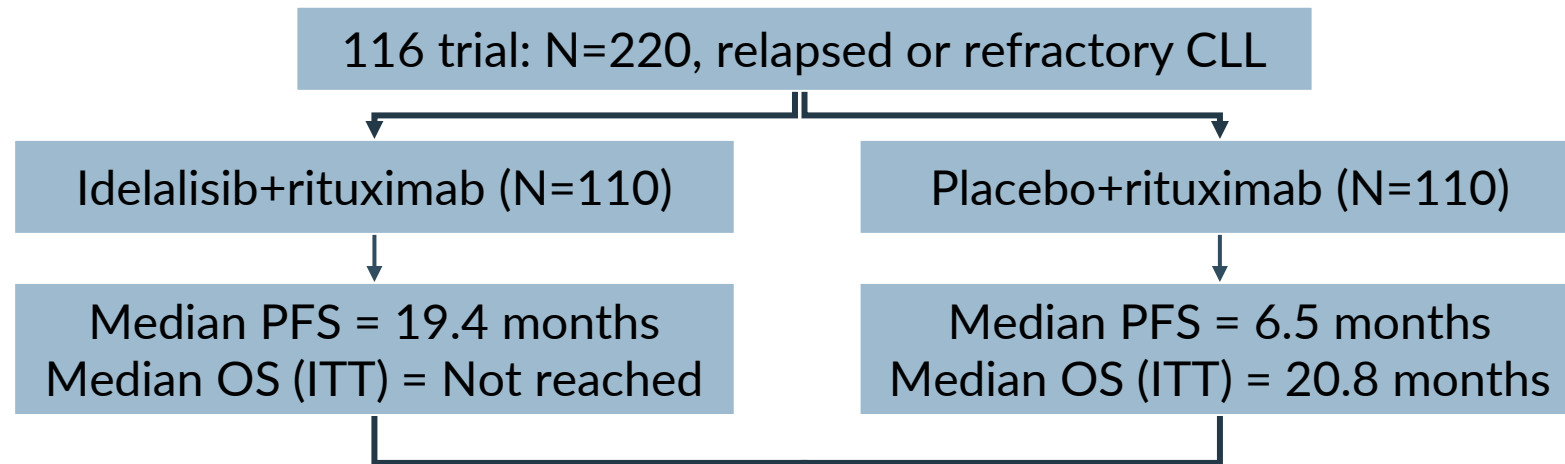 116 trial: N=220, relapsed or refractory CLL
Idelalisib+rituximab (N=110)
Placebo+rituximab (N=110)
Median PFS = 19.4 months
Median OS (ITT) = Not reached
Median PFS = 6.5 months
Median OS (ITT) = 20.8 months